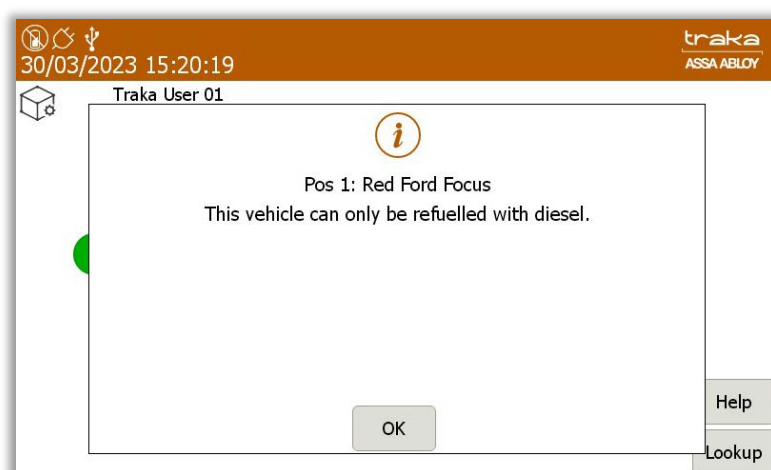 30/03/2023 15:20:19
traka
ASSA ABLOY
Traka User 01
i
Pos 1: Red Ford Focus
This vehicle can only be refuelled with diesel.
OK
Help
Lookup